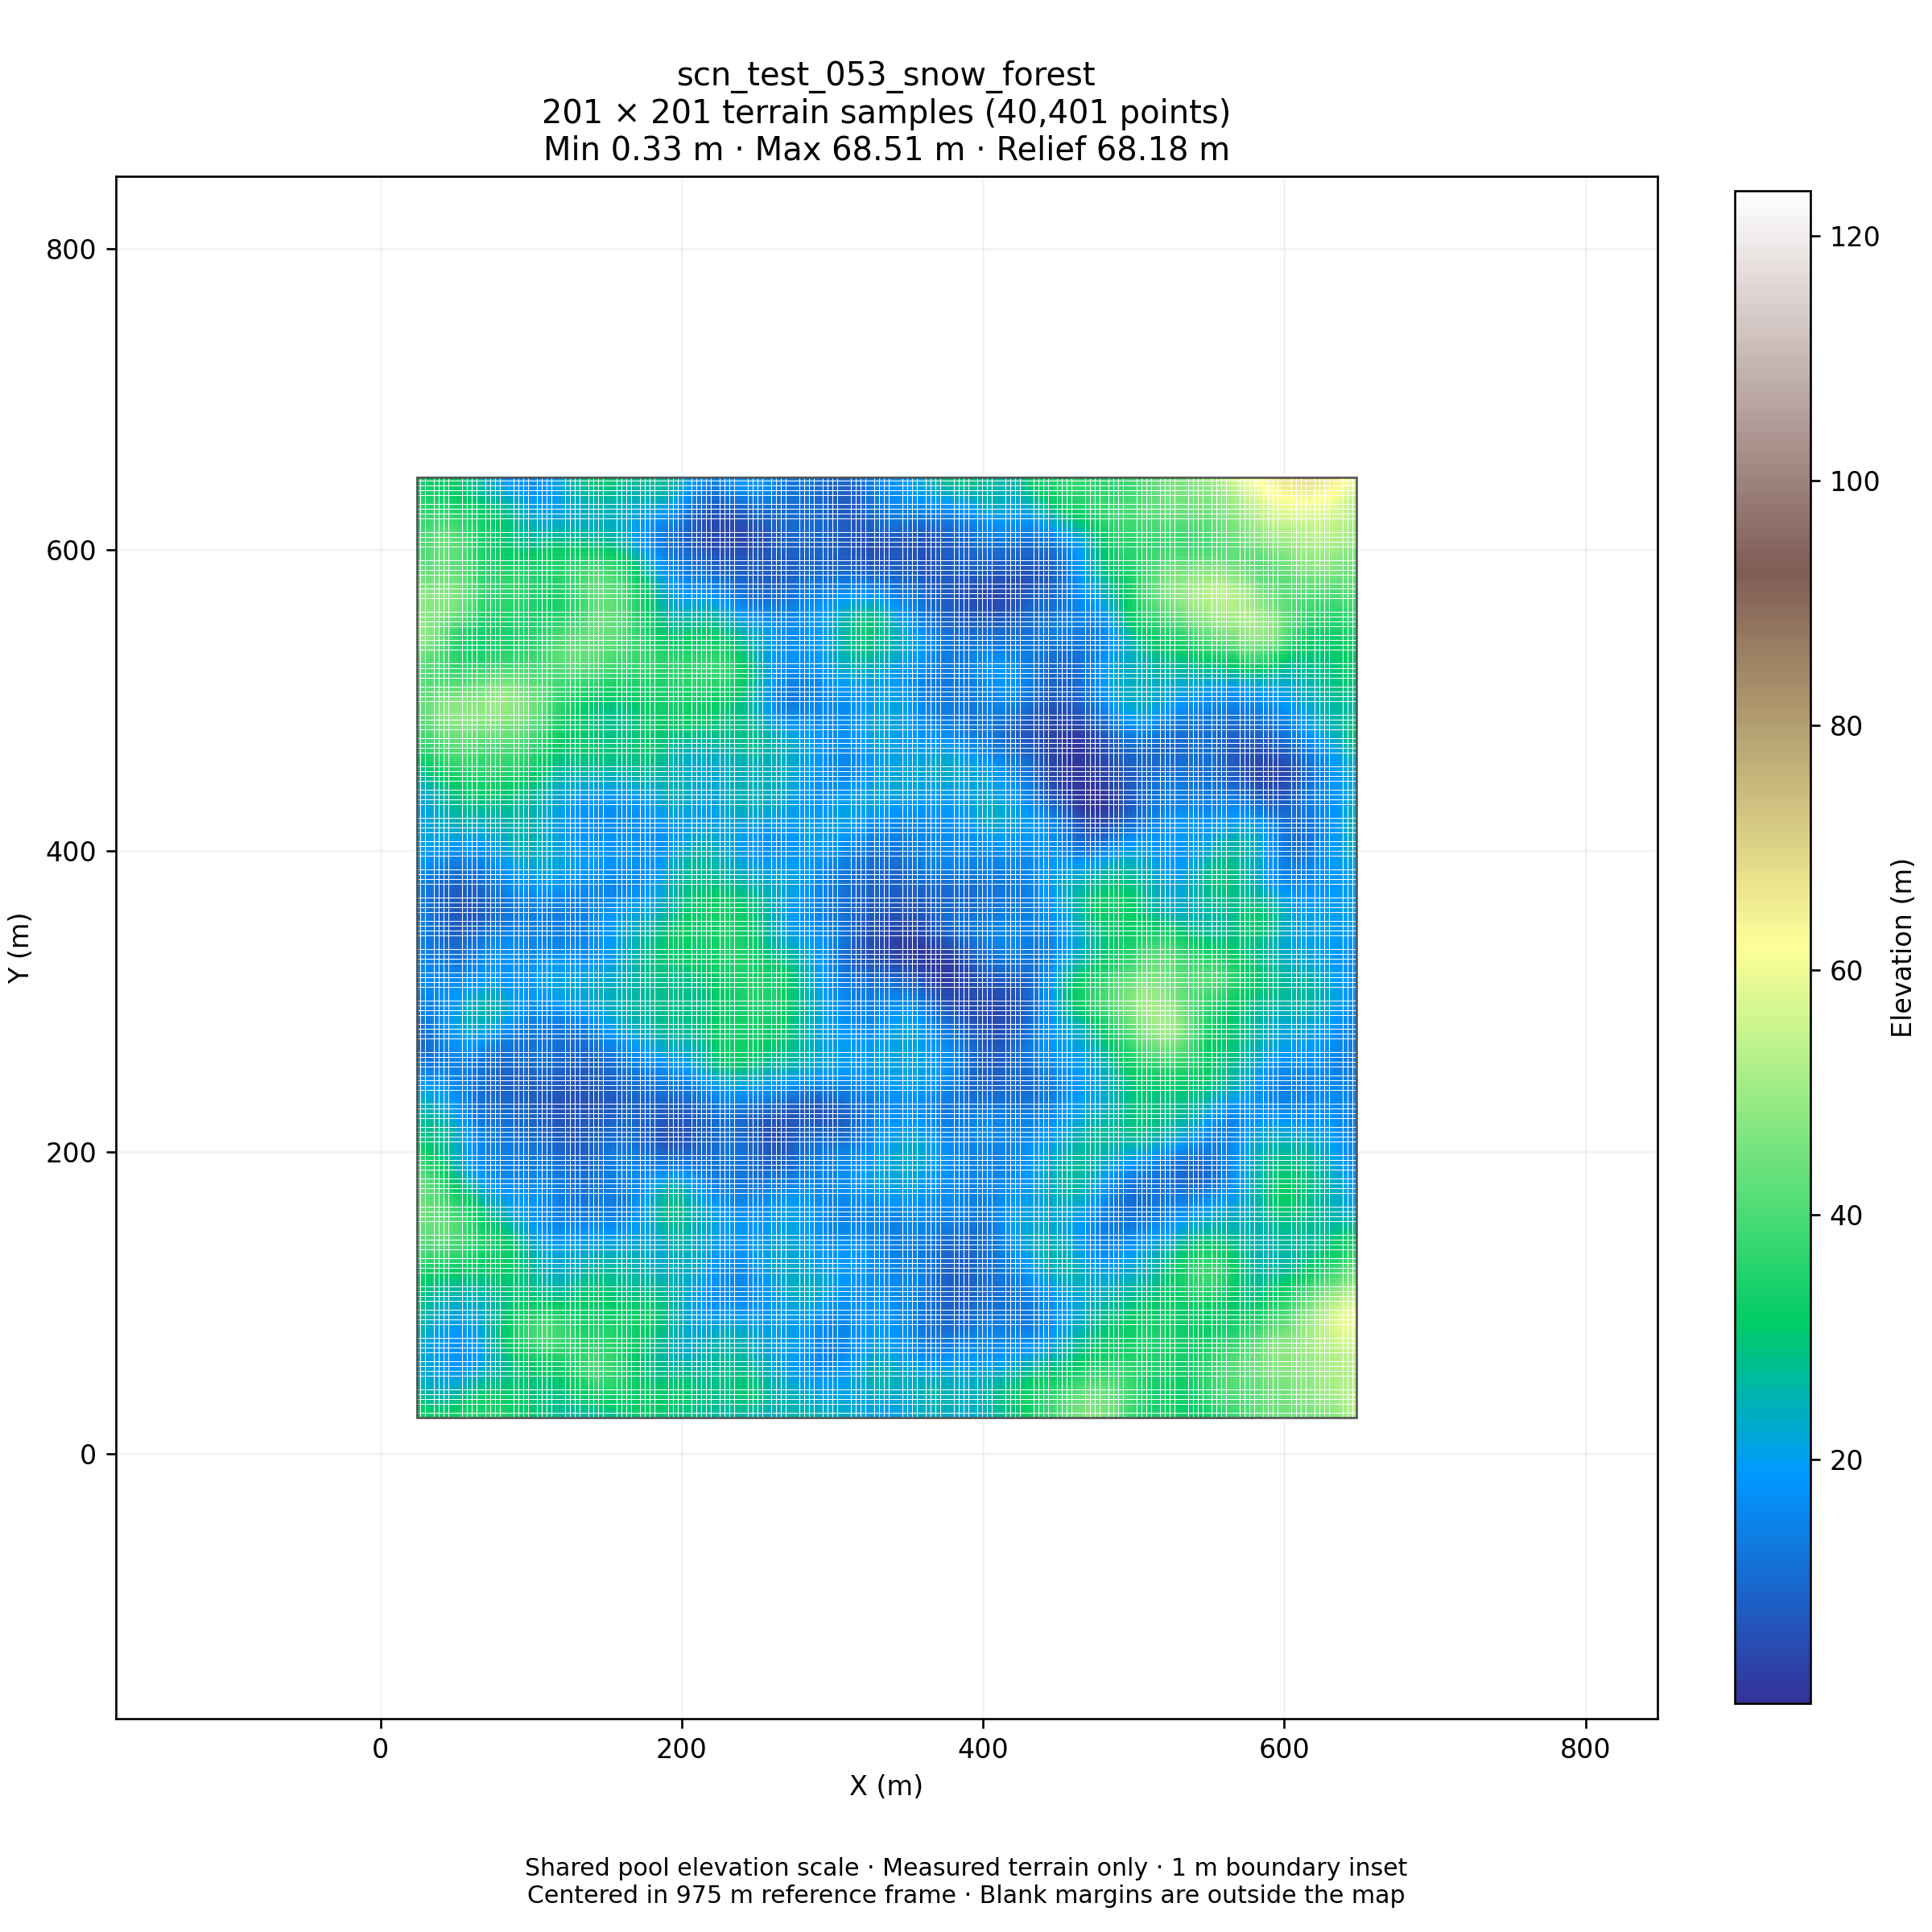 scn_test_053_snow_forest
201 × 201 terrain samples (40,401 points)
Min 0.33 m · Max 68.51 m · Relief 68.18 m
800
600
400
200
0
Y (m)
0
200
400
600
800
X (m)
120
100
80
60
40
20
Elevation (m)
Shared pool elevation scale · Measured terrain only · 1 m boundary inset
Centered in 975 m reference frame · Blank margins are outside the map